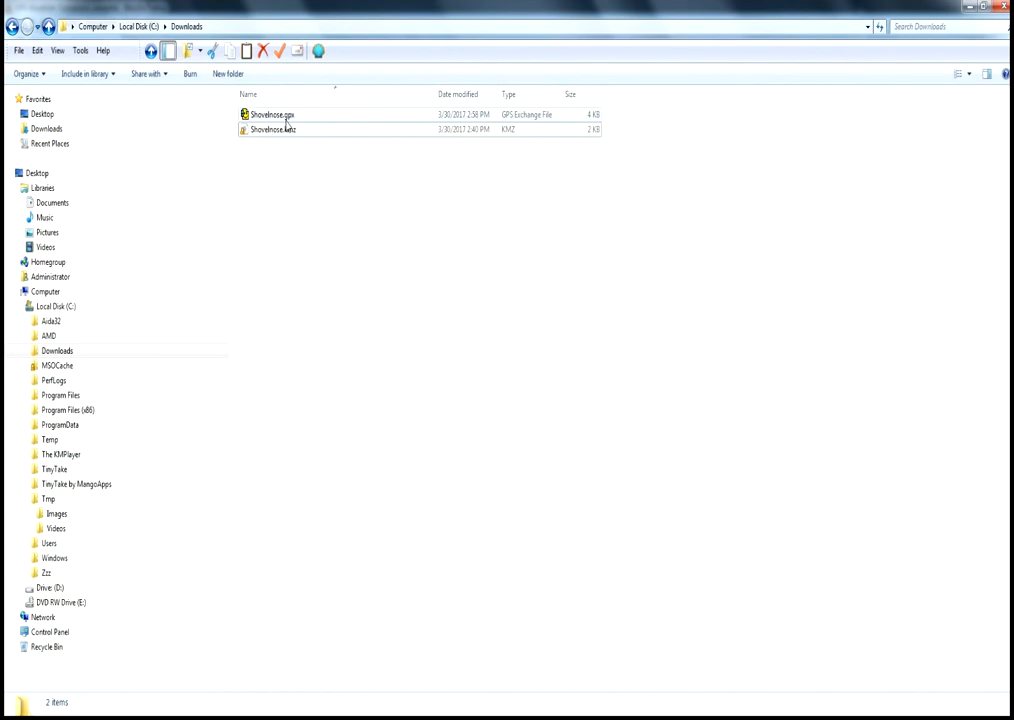 Computer ▸ Local Disk (C:) ▸ Downloads
Search Downloads
File Edit View Tools Help
Organize Include in library Share with Burn New folder
Name Date modified Type Size
Favorites
Desktop
Downloads
Recent Places
Shovelnose.gpx 3/30/2017 2:58 PM GPS Exchange File 4 KB
Shovelnose.kmz 3/30/2017 2:40 PM KMZ 2 KB
Desktop
Libraries
Documents
Music
Pictures
Videos
Homegroup
Administrator
Computer
Local Disk (C:)
Aida32
AMD
Downloads
MSOCache
PerfLogs
Program Files
Program Files (x86)
ProgramData
Temp
The KMPlayer
TinyTake
TinyTake by MangoApps
Tmp
Images
Videos
Users
Windows
Zzz
Drive: (D:)
DVD RW Drive (E:)
Network
Control Panel
Recycle Bin
2 items